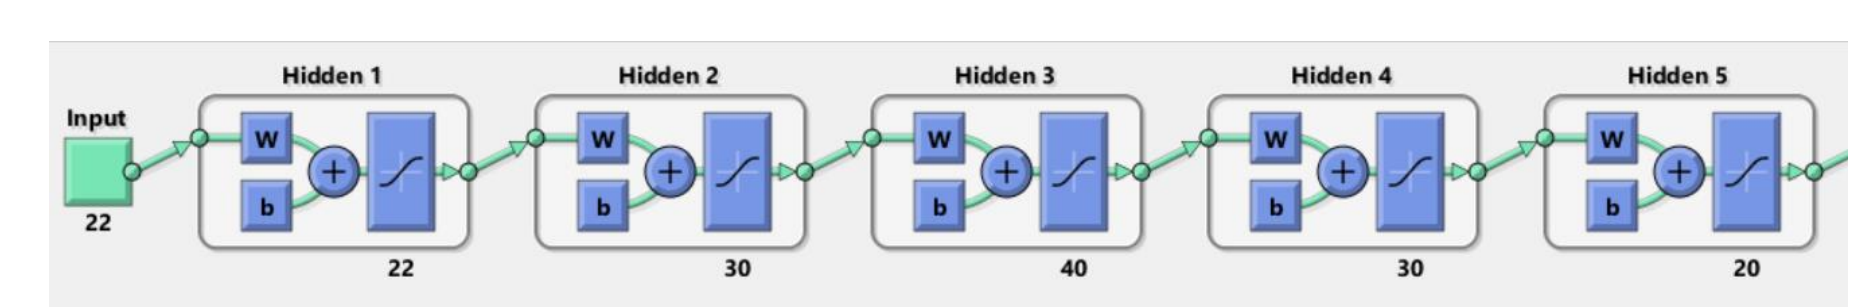 Hidden 1 Hidden 2 Hidden 3 Hidden 4 Hidden 5
Input
W W W W W
+ + + + +
b b b b b
22
22 30 40 30 20